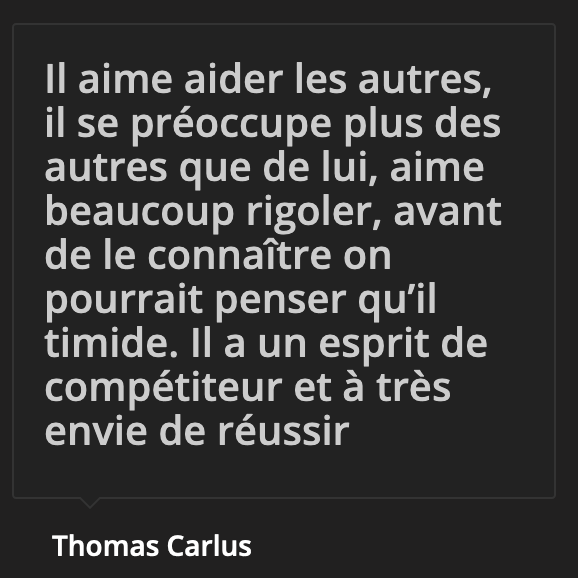 Il aime aider les autres,
il se préoccupe plus des
autres que de lui, aime
beaucoup rigoler, avant
de le connaître on
pourrait penser qu’il
timide. Il a un esprit de
compétiteur et à très
envie de réussir
Thomas Carlus